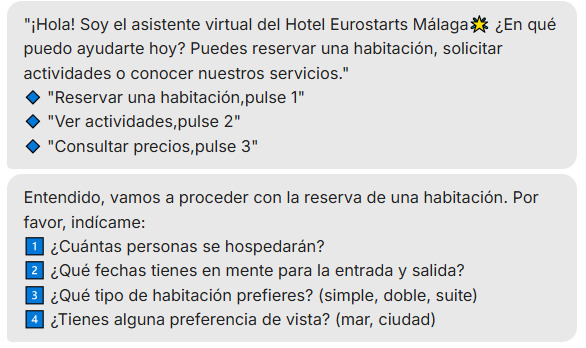 "¡Hola! Soy el asistente virtual del Hotel Eurostarts Málaga🌟 ¿En qué
puedo ayudarte hoy? Puedes reservar una habitación, solicitar
actividades o conocer nuestros servicios."
🔹 "Reservar una habitación,pulse 1"
🔹 "Ver actividades,pulse 2"
🔹 "Consultar precios,pulse 3"
Entendido, vamos a proceder con la reserva de una habitación. Por
favor, indícame:
1️⃣ ¿Cuántas personas se hospedarán?
2️⃣ ¿Qué fechas tienes en mente para la entrada y salida?
3️⃣ ¿Qué tipo de habitación prefieres? (simple, doble, suite)
4️⃣ ¿Tienes alguna preferencia de vista? (mar, ciudad)